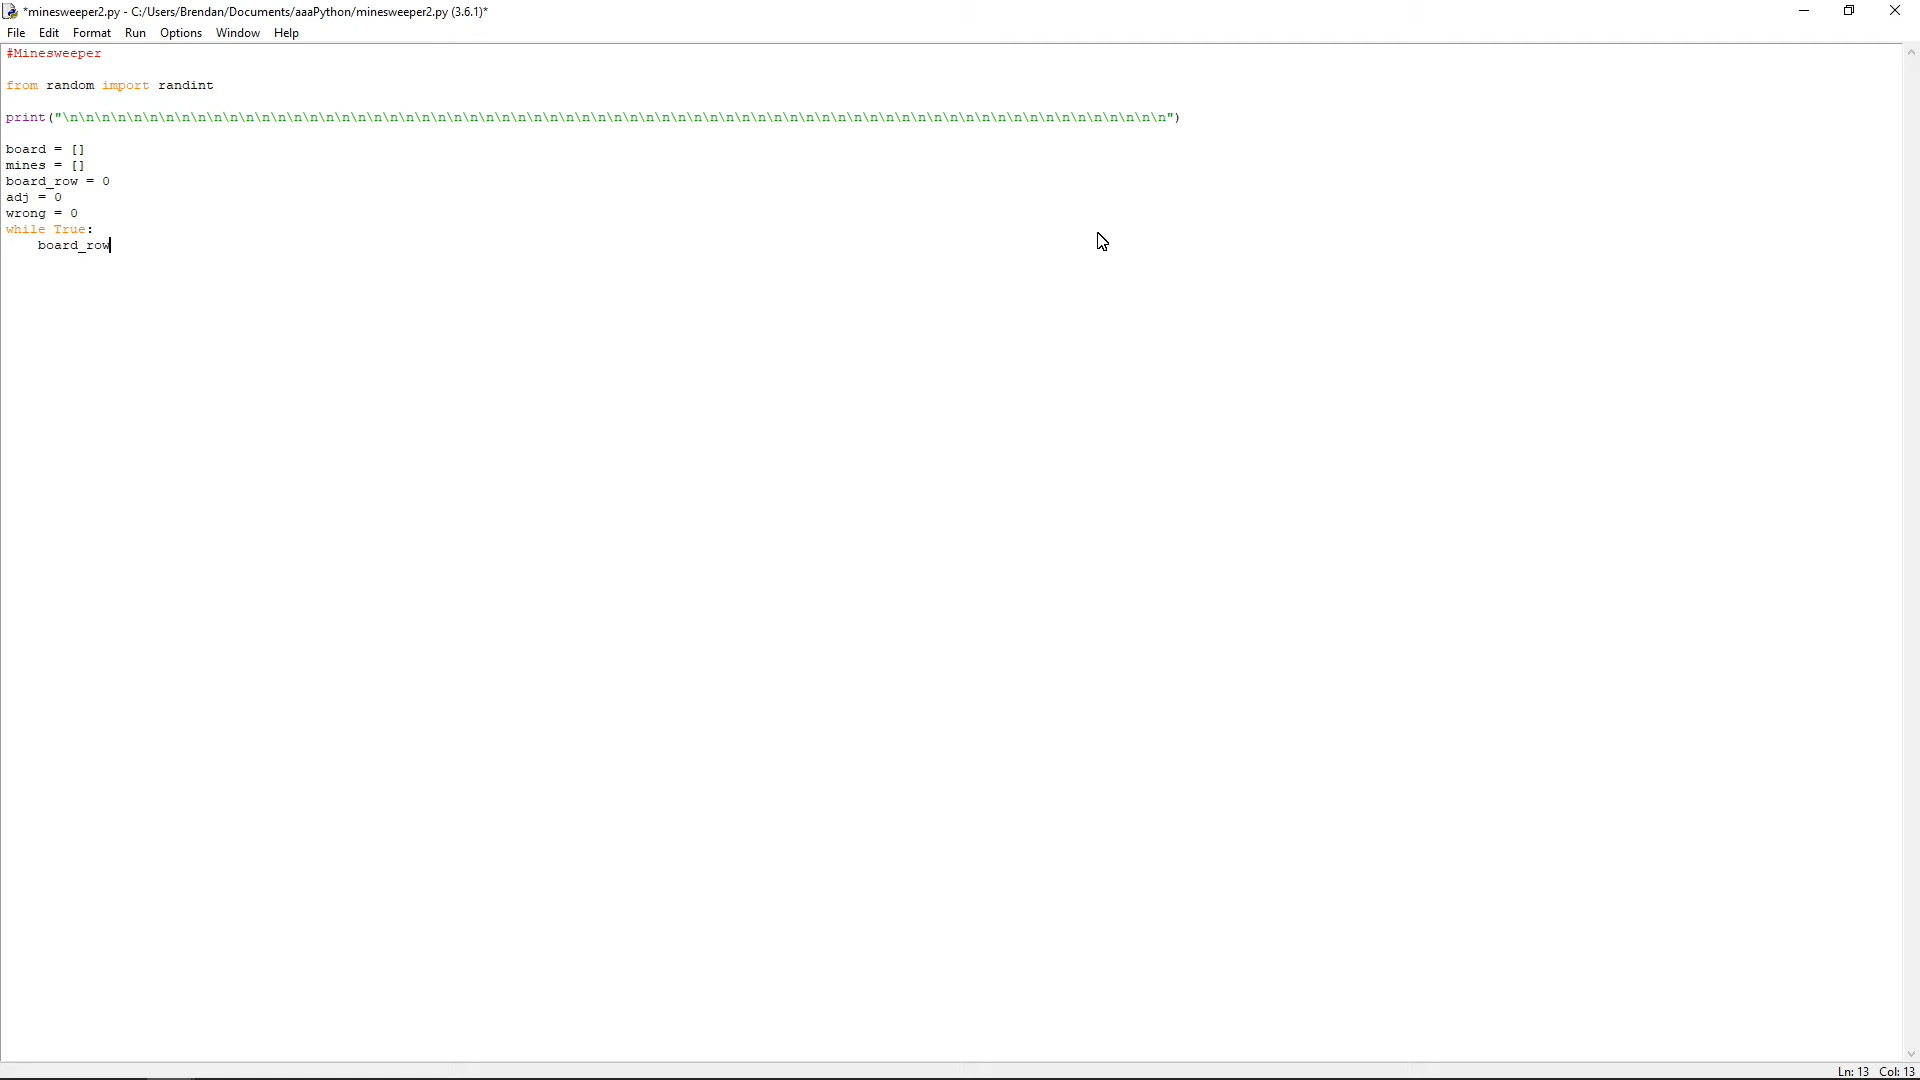 *minesweeper2.py - C:/Users/Brendan/Documents/aaaPython/minesweeper2.py (3.6.1)*
File Edit Format Run Options Window Help
#Minesweeper
from random import randint
print("\n\n\n\n\n\n\n\n\n\n\n\n\n\n\n\n\n\n\n\n\n\n\n\n\n\n\n\n\n\n\n\n\n\n\n\n\n\n\n\n\n\n\n\n\n\n\n\n\n\n\n\n\n\n\n\n\n\n\n\n\n\n\n\n\n\n\n\n\n")
board = []
mines = []
board_row = 0
adj = 0
wrong = 0
while True:
    board_row
Ln: 13 Col: 13